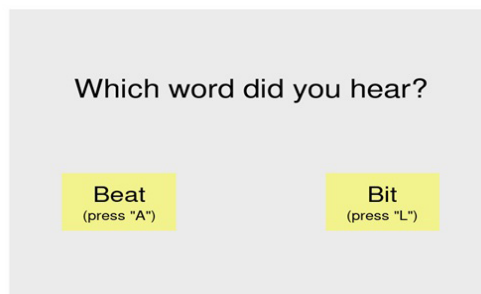 Which word did you hear?
Beat
(press "A")
Bit
(press "L")